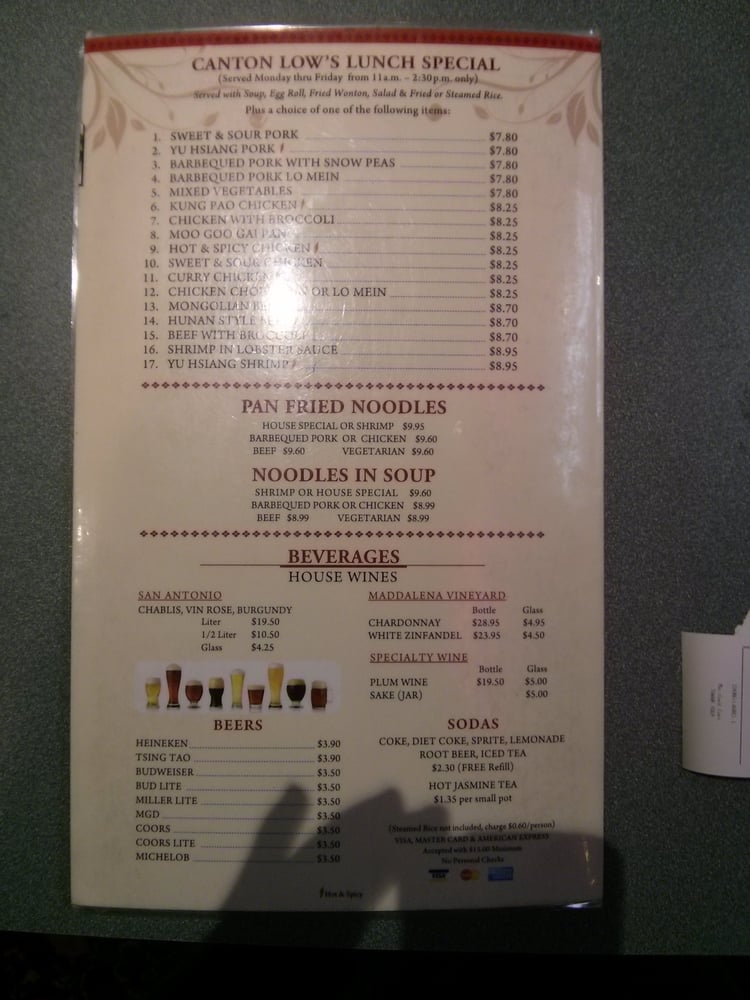 CANTON LOW'S LUNCH SPECIAL
(Served Monday thru Friday from 11a.m. - 2:30p.m. only)
Served with Soup, Egg Roll, Fried Wonton, Salad & Fried or Steamed Rice.
Plus a choice of one of the following items:
1. SWEET & SOUR PORK $7.80
2. YU HSIANG PORK $7.80
3. BARBEQUED PORK WITH SNOW PEAS $7.80
4. BARBEQUED PORK LO MEIN $7.80
5. MIXED VEGETABLES $7.80
6. KUNG PAO CHICKEN $8.25
7. CHICKEN WITH BROCCOLI $8.25
8. MOO GOO GAI PAN $8.25
9. HOT & SPICY CHICKEN $8.25
10. SWEET & SOUR CHICKEN $8.25
11. CURRY CHICKEN $8.25
12. CHICKEN OR LO MEIN $8.25
13. MONGOLIAN $8.70
14. HUNAN STYLE $8.70
15. BEEF WITH BROCCOLI $8.70
16. SHRIMP IN LOBSTER SAUCE $8.95
17. YU HSIANG SHRIMP $8.95
PAN FRIED NOODLES
HOUSE SPECIAL OR SHRIMP $9.95
BARBEQUED PORK OR CHICKEN $9.60
BEEF $9.60 VEGETARIAN $9.60
NOODLES IN SOUP
SHRIMP OR HOUSE SPECIAL $9.60
BARBEQUED PORK OR CHICKEN $8.99
BEEF $8.99 VEGETARIAN $8.99
BEVERAGES
HOUSE WINES
SAN ANTONIO
CHABLIS, VIN ROSE, BURGUNDY
Liter $19.50
1/2 Liter $10.50
Glass $4.25
MADDALENA VINEYARD
Bottle Glass
CHARDONNAY $28.95 $4.95
WHITE ZINFANDEL $23.95 $4.50
SPECIALTY WINE
Bottle Glass
PLUM WINE $19.50 $5.00
SAKE (JAR) $5.00
BEERS
HEINEKEN $3.90
TSING TAO $3.90
BUDWEISER $3.50
BUD LITE $3.50
MILLER LITE $3.50
MGD $3.50
COORS $3.50
COORS LITE $3.50
MICHELOB $3.50
SODAS
COKE, DIET COKE, SPRITE, LEMONADE
ROOT BEER, ICED TEA
$2.30 (FREE Refill)
HOT JASMINE TEA
$1.35 per small pot
(Steamed Rice not included, charge $0.60/person)
VISA, MASTER CARD & AMERICAN EXPRESS
Accepted with $15.00 Minimum
No Personal Checks
VISA
Hot & Spicy